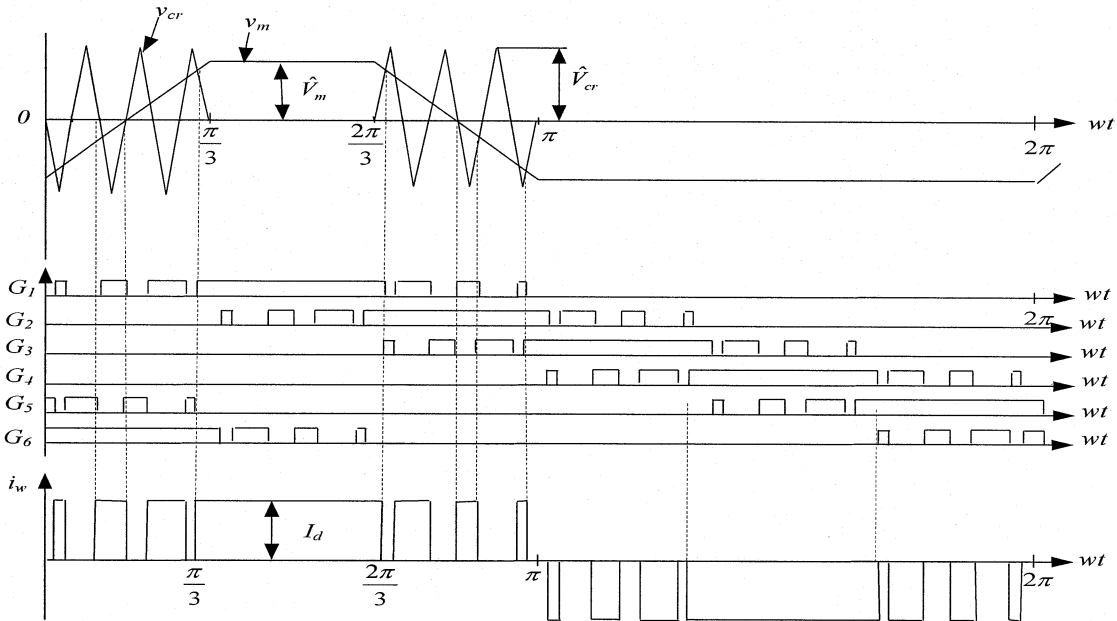 v_cr
v_m
V̂_m
V̂_cr
0
π/3
2π/3
π
2π
wt
G_1
2π
wt
G_2
wt
G_3
wt
G_4
wt
G_5
wt
G_6
wt
i_w
I_d
π/3
2π/3
π
2π
wt